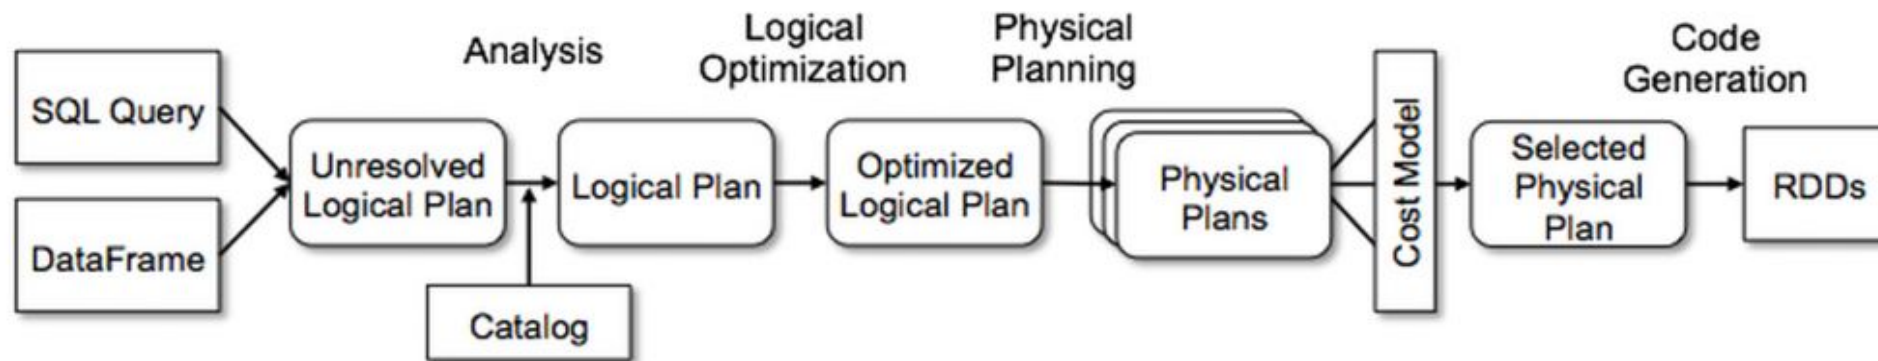 Analysis
Logical
Optimization
Physical
Planning
Code
Generation
SQL Query
DataFrame
Unresolved
Logical Plan
Catalog
Logical Plan
Optimized
Logical Plan
Physical
Plans
Cost Model
Selected
Physical
Plan
RDDs